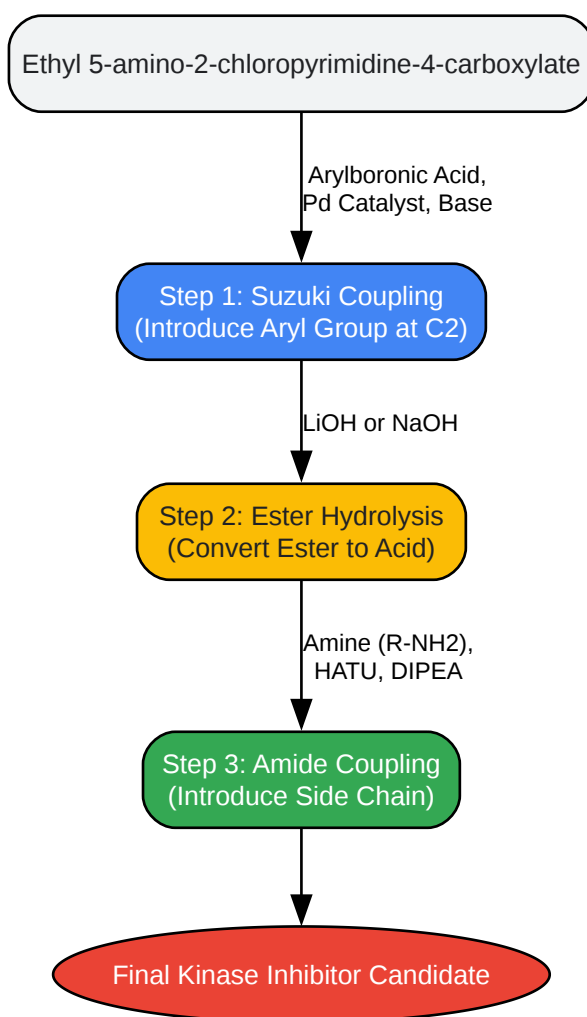 Ethyl 5-amino-2-chloropyrimidine-4-carboxylate
Arylboronic Acid,
Pd Catalyst, Base
Step 1: Suzuki Coupling
(Introduce Aryl Group at C2)
LiOH or NaOH
Step 2: Ester Hydrolysis
(Convert Ester to Acid)
Amine (R-NH2),
HATU, DIPEA
Step 3: Amide Coupling
(Introduce Side Chain)
Final Kinase Inhibitor Candidate